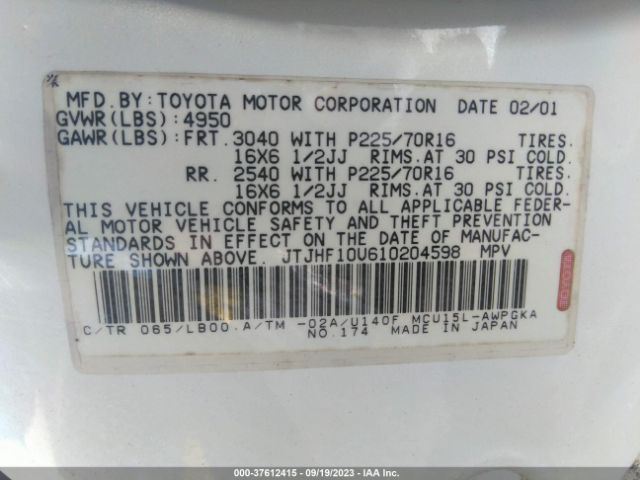 MFD. BY: TOYOTA MOTOR CORPORATION DATE 02/01
GVWR(LBS): 4950
GAWR(LBS): FRT. 3040 WITH P225/70R16 TIRES.
16X6 1/2JJ RIMS. AT 30 PSI COLD.
RR. 2540 WITH P225/70R16 TIRES.
16X6 1/2JJ RIMS. AT 30 PSI COLD.
THIS VEHICLE CONFORMS TO ALL APPLICABLE FEDER-
AL MOTOR VEHICLE SAFETY AND THEFT PREVENTION
STANDARDS IN EFFECT ON THE DATE OF MANUFAC-
TURE SHOWN ABOVE. JTJHF10U610204598 MPV
TOYOTA
C/TR 065/LB00. A/TM -02A/U140F MCU15L-AWPGKA
NO. 174 MADE IN JAPAN
000-37612415 - 09/19/2023 - IAA Inc.